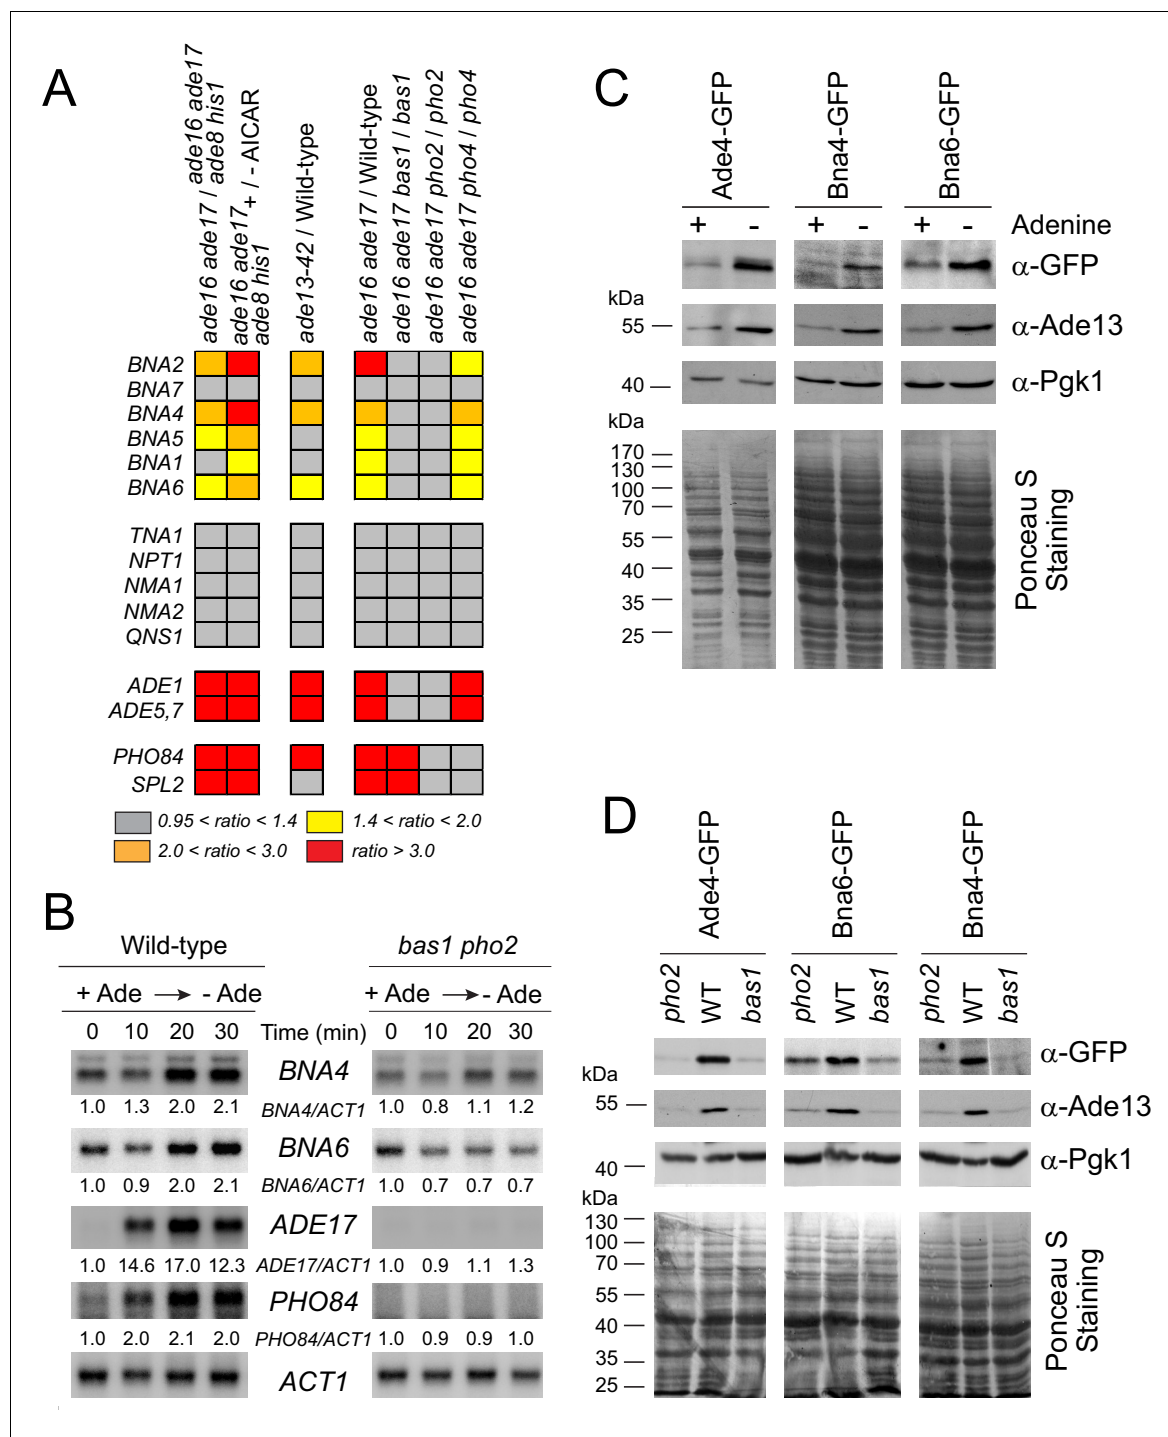 A
ade16 ade17 / ade16 ade17
ade8 his1
ade16 ade17 + / - AICAR
ade8 his1
ade13-42 / Wild-type
ade16 ade17 / Wild-type
ade16 ade17 bas1 / bas1
ade16 ade17 pho2 / pho2
ade16 ade17 pho4 / pho4
BNA2
BNA7
BNA4
BNA5
BNA1
BNA6
TNA1
NPT1
NMA1
NMA2
QNS1
ADE1
ADE5,7
PHO84
SPL2
0.95 < ratio < 1.4
1.4 < ratio < 2.0
2.0 < ratio < 3.0
ratio > 3.0
B
Wild-type
bas1 pho2
+ Ade → - Ade
+ Ade → - Ade
0 10 20 30 Time (min) 0 10 20 30
BNA4
1.0 1.3 2.0 2.1 BNA4/ACT1 1.0 0.8 1.1 1.2
BNA6
1.0 0.9 2.0 2.1 BNA6/ACT1 1.0 0.7 0.7 0.7
ADE17
1.0 14.6 17.0 12.3 ADE17/ACT1 1.0 0.9 1.1 1.3
PHO84
1.0 2.0 2.1 2.0 PHO84/ACT1 1.0 0.9 0.9 1.0
ACT1
C
Ade4-GFP
Bna4-GFP
Bna6-GFP
+ - + - + - Adenine
α-GFP
kDa
55
α-Ade13
40
α-Pgk1
kDa
170
130
100
70
55
40
35
25
Ponceau S
Staining
D
Ade4-GFP
Bna6-GFP
Bna4-GFP
pho2 WT bas1 pho2 WT bas1 pho2 WT bas1
α-GFP
kDa
55
α-Ade13
40
α-Pgk1
kDa
130
100
70
55
40
35
25
Ponceau S
Staining